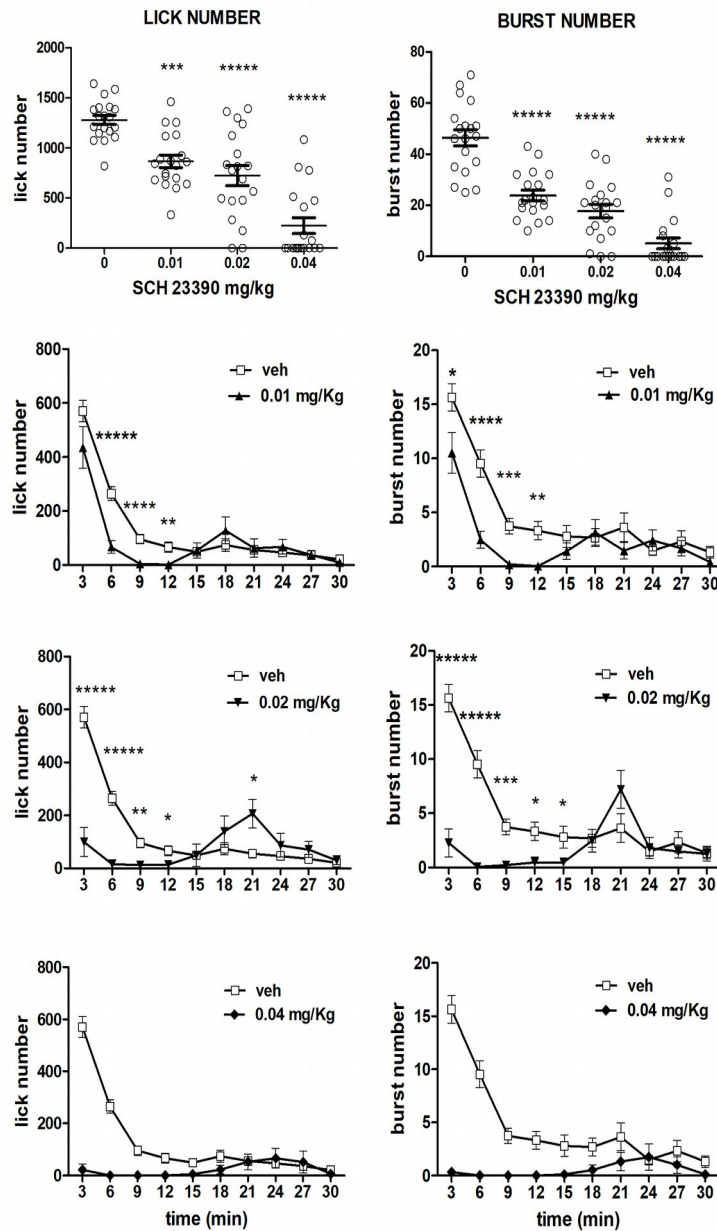 LICK NUMBER
2000
1500
1000
500
0
lick number
***
*****
*****
0 0.01 0.02 0.04
SCH 23390 mg/kg
BURST NUMBER
60
40
20
0
burst number
*****
*****
*****
0 0.01 0.02 0.04
SCH 23390 mg/kg
800
600
400
200
0
lick number
veh
0.01 mg/Kg
*****
****
**
3 6 9 12 15 18 21 24 27 30
20
15
10
5
0
burst number
veh
0.01 mg/Kg
*
****
***
**
3 6 9 12 15 18 21 24 27 30
800
600
400
200
0
lick number
veh
0.02 mg/Kg
*****
*****
**
*
*
3 6 9 12 15 18 21 24 27 30
20
15
10
5
0
burst number
veh
0.02 mg/Kg
*****
*****
***
*
*
3 6 9 12 15 18 21 24 27 30
800
600
400
200
0
lick number
veh
0.04 mg/Kg
3 6 9 12 15 18 21 24 27 30
time (min)
20
15
10
5
0
burst number
veh
0.04 mg/Kg
3 6 9 12 15 18 21 24 27 30
time (min)